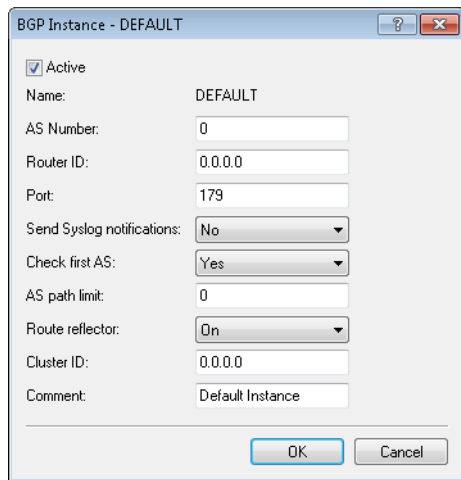 BGP Instance - DEFAULT
Active
Name: DEFAULT
AS Number: 0
Router ID: 0.0.0.0
Port: 179
Send Syslog notifications: No
Check first AS: Yes
AS path limit: 0
Route reflector: On
Cluster ID: 0.0.0.0
Comment: Default Instance
OK Cancel